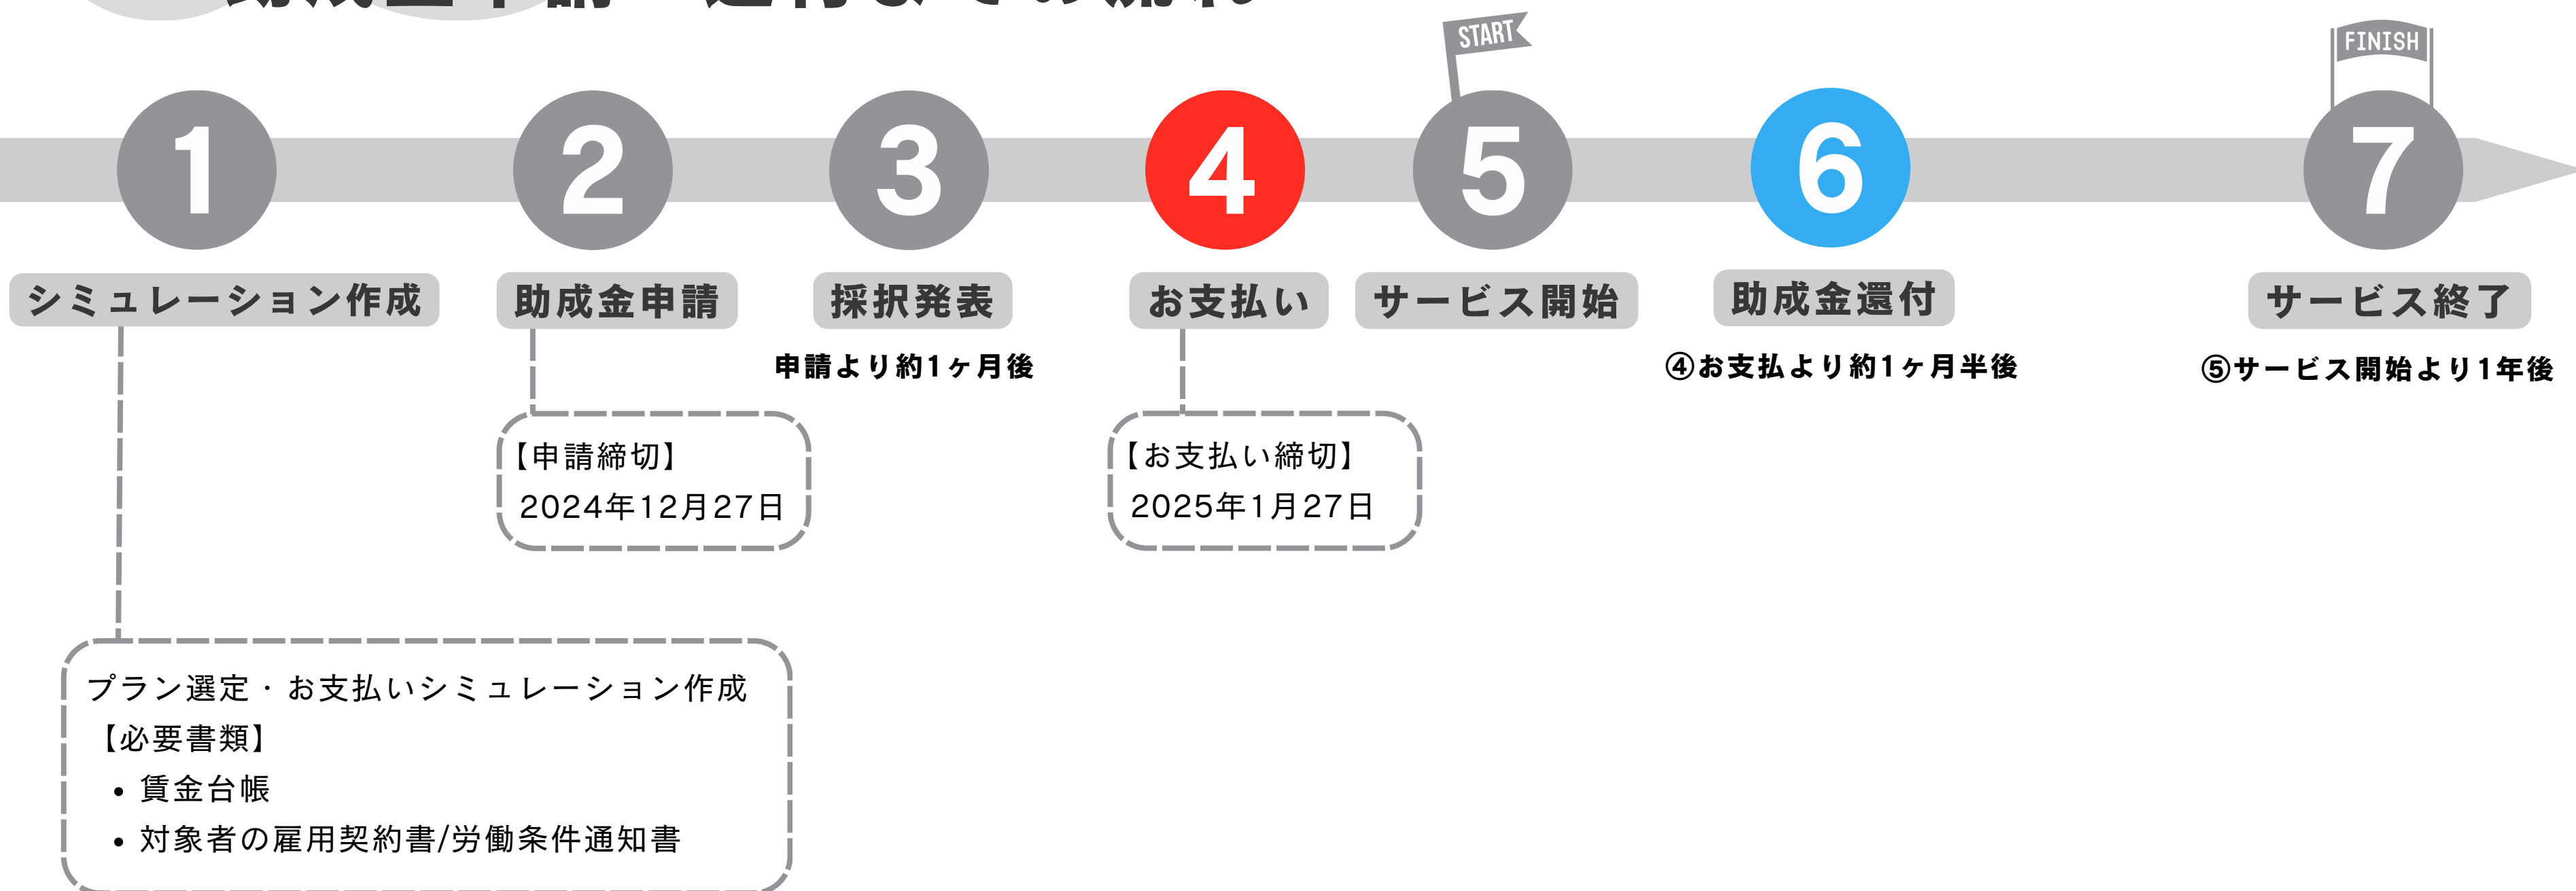 START
FINISH
1
2
3
4
5
6
7
シミュレーション作成
助成金申請
採択発表
お支払い
サービス開始
助成金還付
サービス終了
申請より約1ヶ月後
④お支払より約1ヶ月半後
⑤サービス開始より1年後
【申請締切】
2024年12月27日
【お支払い締切】
2025年1月27日
プラン選定・お支払いシミュレーション作成
【必要書類】
• 賃金台帳
• 対象者の雇用契約書/労働条件通知書